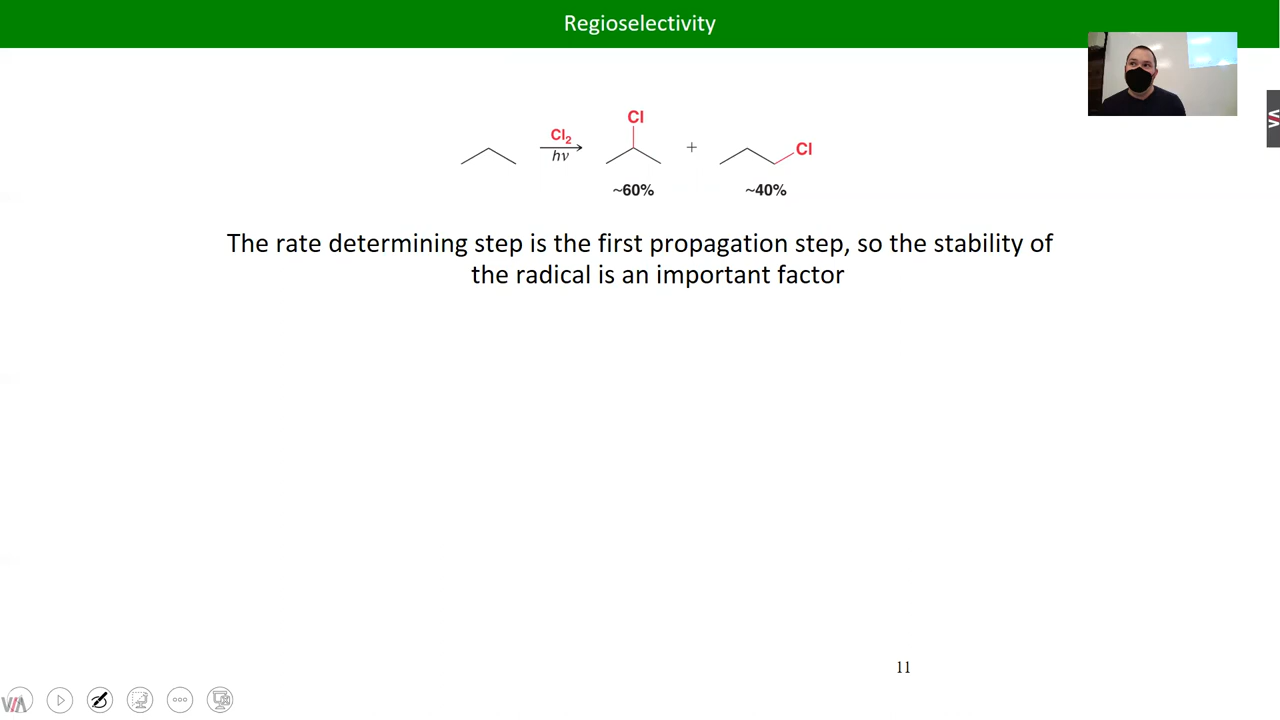 Regioselectivity
Cl
Cl2
hν
+
Cl
~60%
~40%
The rate determining step is the first propagation step, so the stability of
the radical is an important factor
11